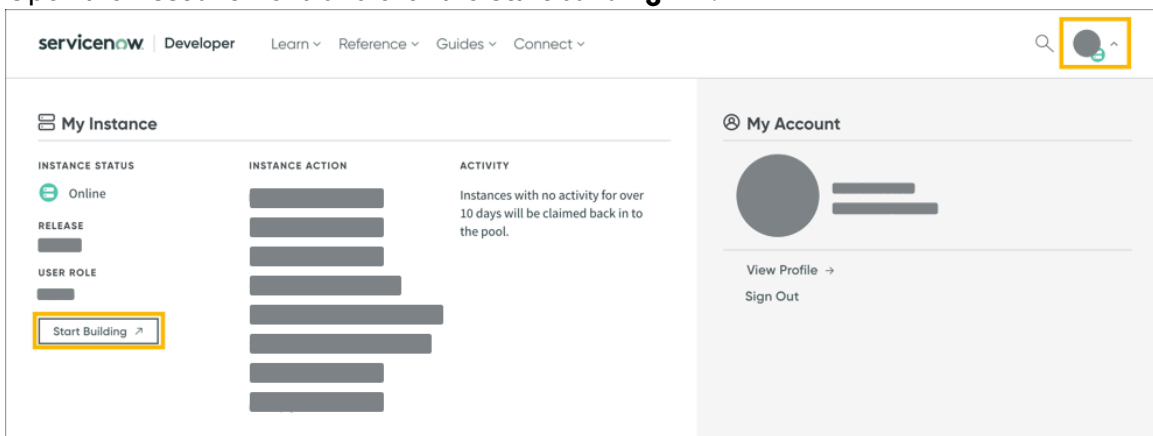 servicenow Developer Learn Reference Guides Connect
My Instance
INSTANCE STATUS
Online
RELEASE
USER ROLE
Start Building ↗
INSTANCE ACTION
ACTIVITY
Instances with no activity for over
10 days will be claimed back in to
the pool.
My Account
View Profile →
Sign Out